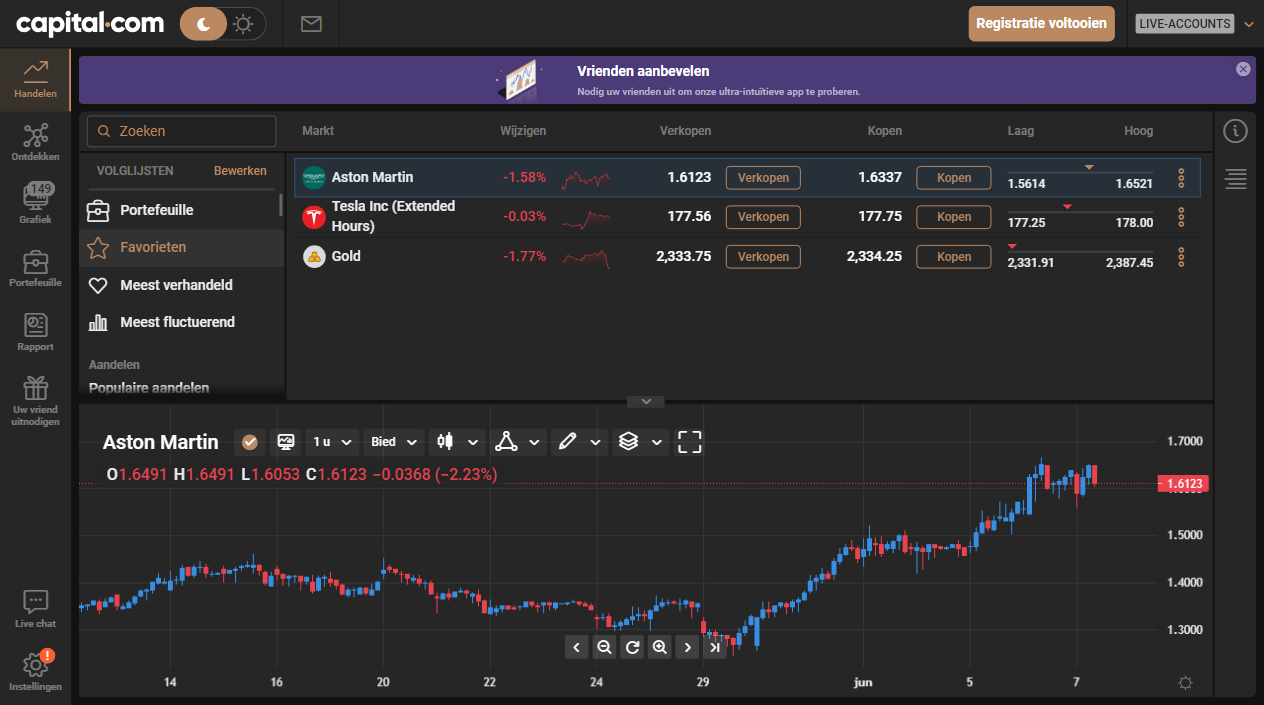 capital.com
Registratie voltooien
LIVE-ACCOUNTS
Handelen
Ontdekken
149
Grafiek
Portefeuille
Rapport
Uw vriend
uitnodigen
Live chat
!
Instellingen
Vrienden aanbevelen
Nodig uw vrienden uit om onze ultra-intuïtieve app te proberen.
Zoeken
VOLGLIJSTEN Bewerken
Portefeuille
Favorieten
Meest verhandeld
Meest fluctuerend
Aandelen
Populaire aandelen
Markt Wijzigen Verkopen Kopen Laag Hoog
Aston Martin -1.58% 1.6123 Verkopen 1.6337 Kopen 1.5614 1.6521
Tesla Inc (Extended
Hours) -0.03% 177.56 Verkopen 177.75 Kopen 177.25 178.00
Gold -1.77% 2,333.75 Verkopen 2,334.25 Kopen 2,331.91 2,387.45
Aston Martin 1 u Bied
O1.6491 H1.6491 L1.6053 C1.6123 −0.0368 (−2.23%)
1.7000
1.6123
1.5000
1.4000
1.3000
14 16 20 22 24 29 jun 5 7